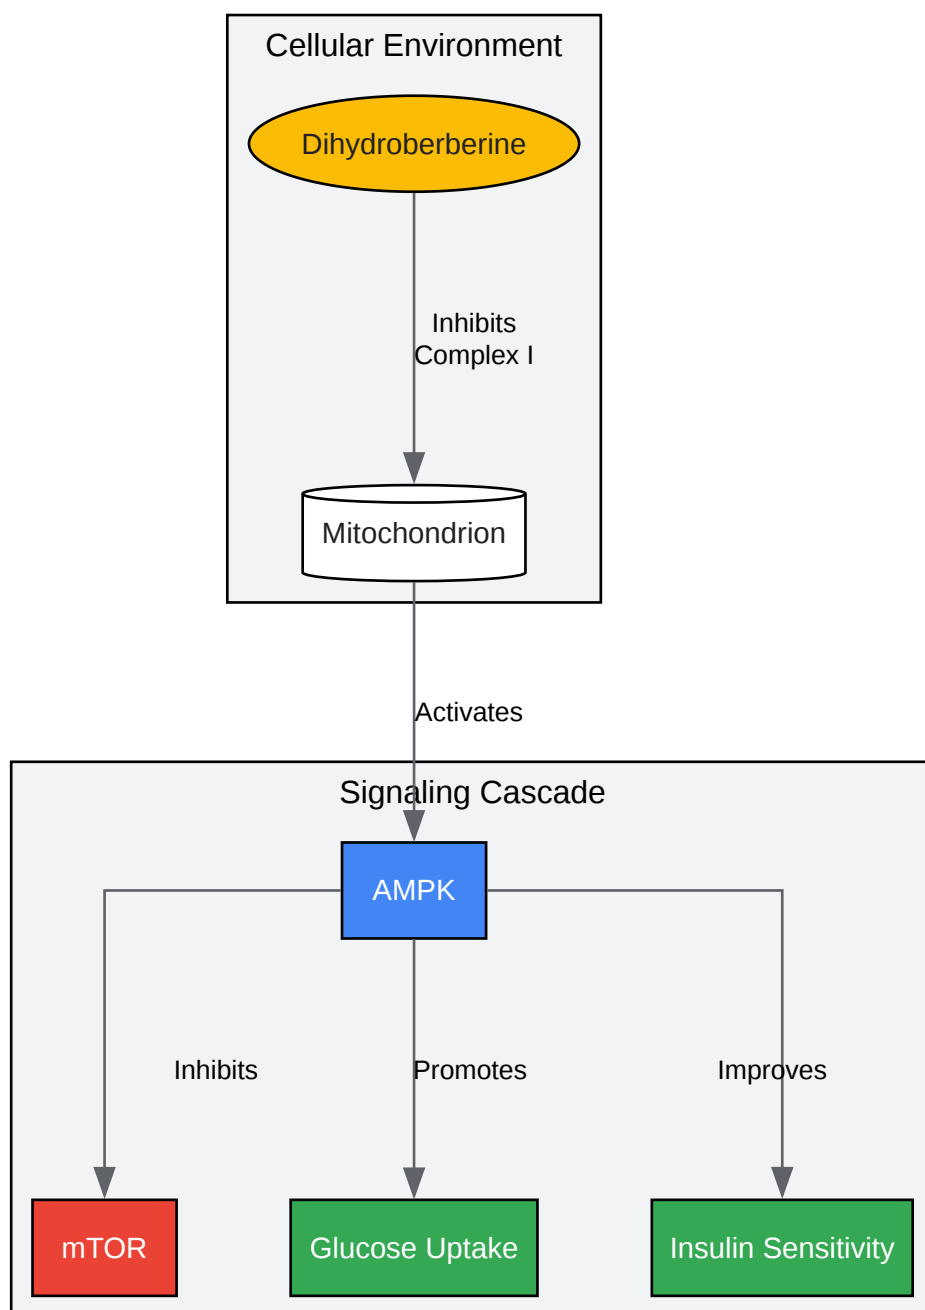 Cellular Environment
Dihydroberberine
Inhibits
Complex I
Mitochondrion
Activates
Signaling Cascade
AMPK
Inhibits
Promotes
Improves
mTOR
Glucose Uptake
Insulin Sensitivity